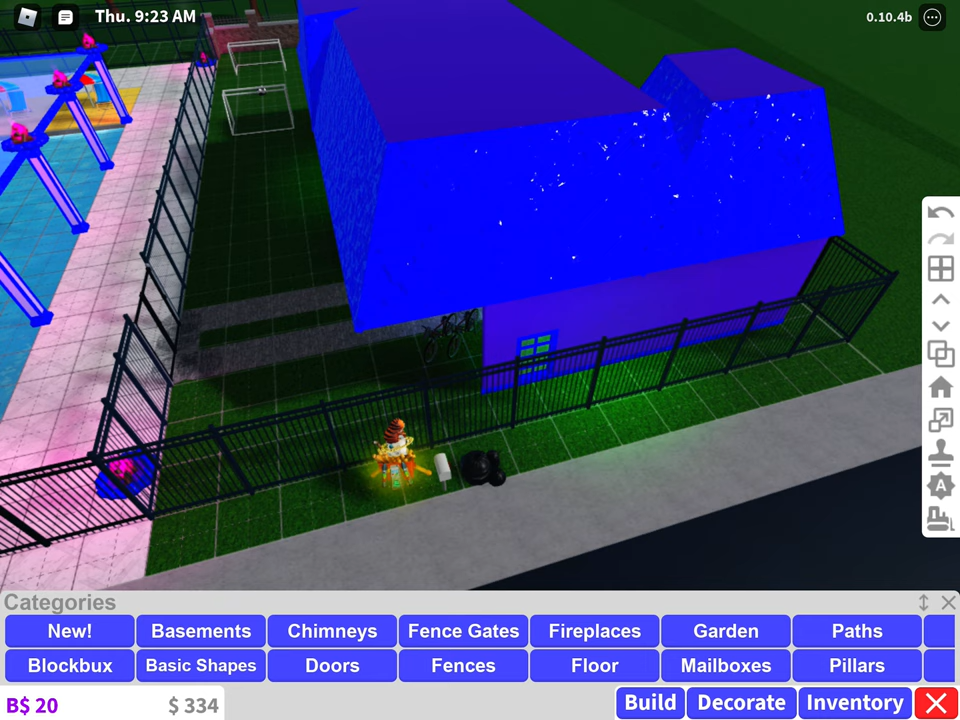 Thu. 9:23 AM
0.10.4b
A
Categories
New!
Basements
Chimneys
Fence Gates
Fireplaces
Garden
Paths
Blockbux
Basic Shapes
Doors
Fences
Floor
Mailboxes
Pillars
B$ 20
$ 334
Build
Decorate
Inventory